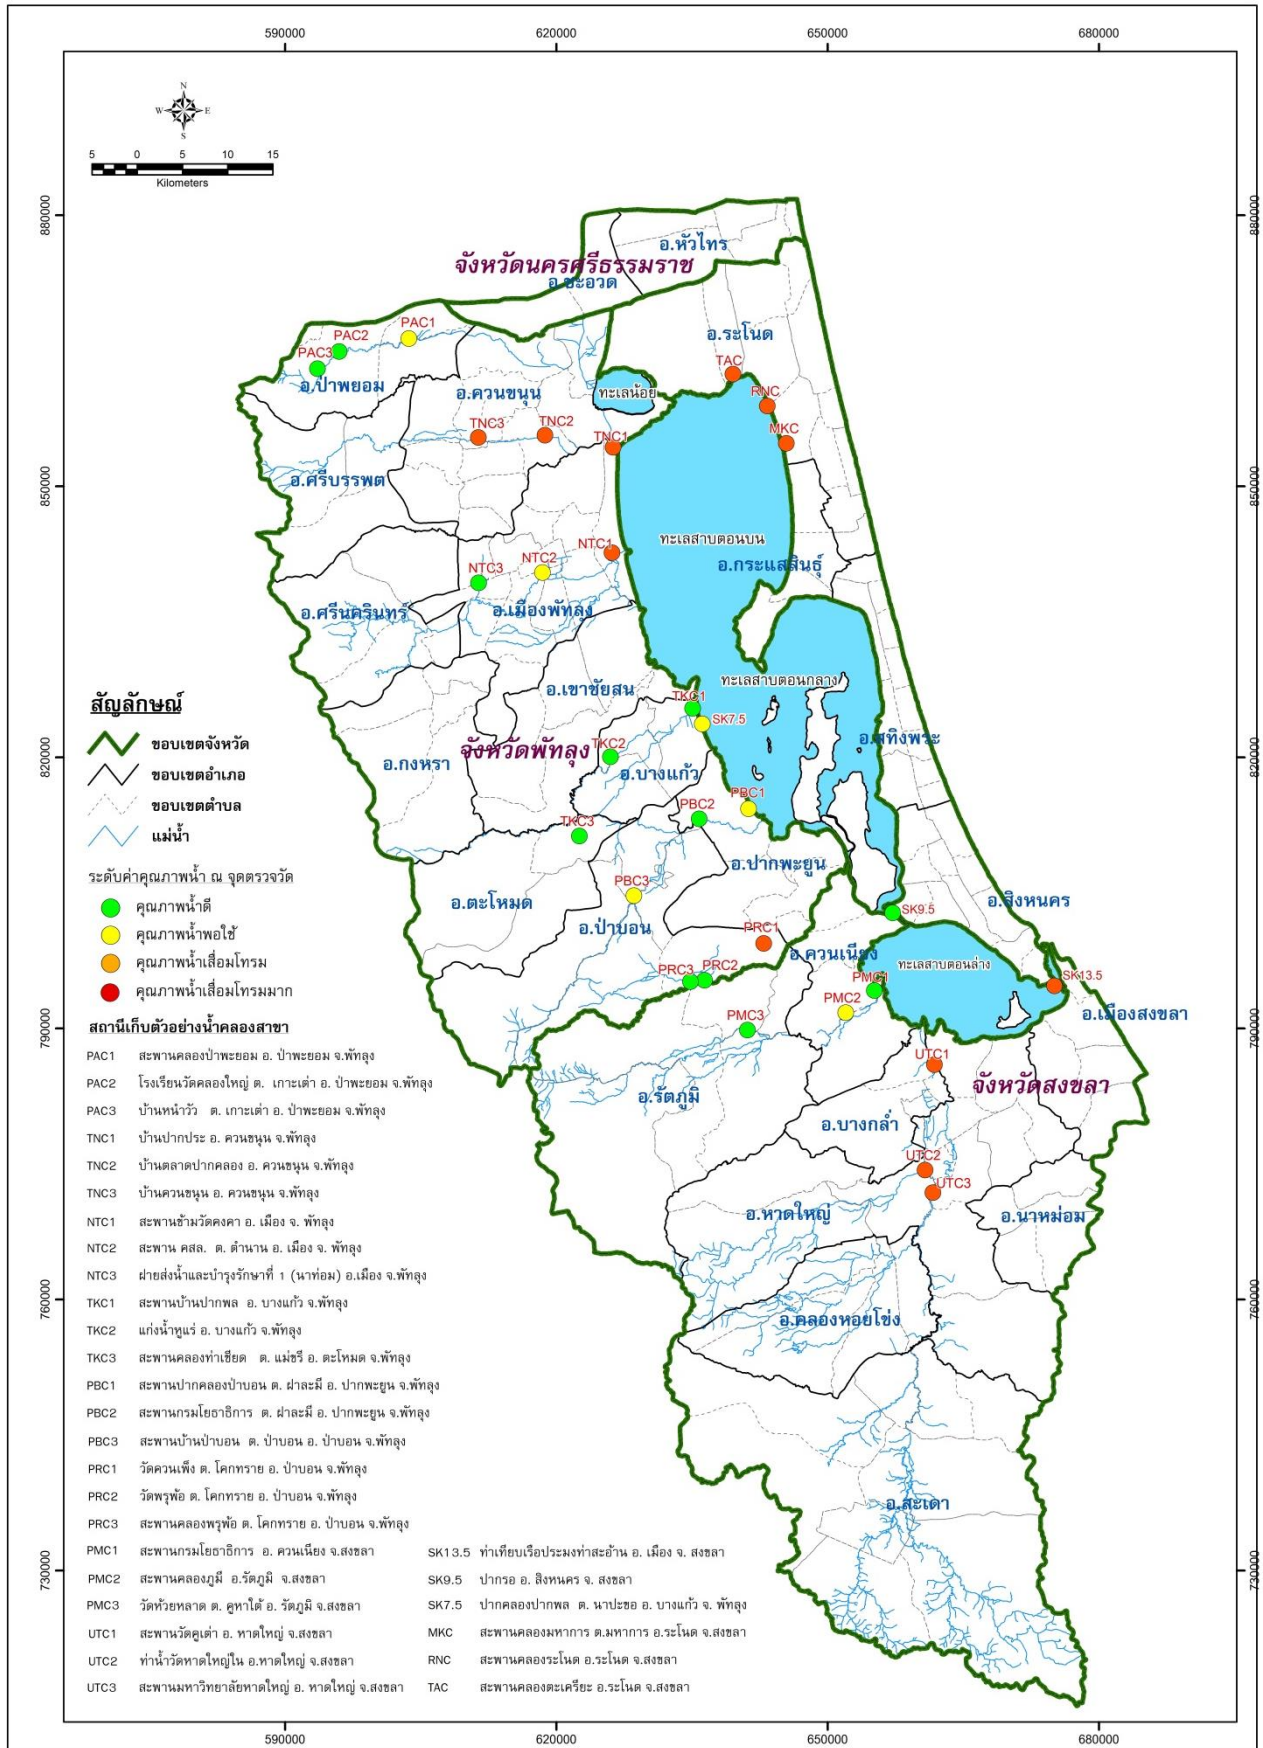 590000 620000 650000 680000
N
W E
S
5 0 5 10 15
Kilometers
880000 880000
อ.หัวไทร
จังหวัดนครศรีธรรมราช
อ.ชะอวด
PAC1
PAC2
PAC3
อ.ป่าพยอม
อ.ระโนด
TAC
ทะเลน้อย
อ.ควนขนุน
RNC
TNC3
TNC2
TNC1
MKC
850000 850000
อ.ศรีบรรพต
ทะเลสาบตอนบน
NTC1
NTC2
NTC3
อ.กระแสสินธุ์
อ.ศรีนครินทร์
อ.เมืองพัทลุง
ทะเลสาบตอนกลาง
อ.เขาชัยสน
TKC1
SK7.5
อ.สทิงพระ
จังหวัดพัทลุง
TKC2
820000 820000
อ.กงหรา
อ.บางแก้ว
PBC1
PBC2
TKC3
อ.ปากพะยูน
PBC3
อ.ตะโหมด
อ.สิงหนคร
SK9.5
อ.ป่าบอน
PRC1
อ.ควนเนียง
ทะเลสาบตอนล่าง
PRC3
PRC2
PMC1
SK13.5
PMC2
อ.เมืองสงขลา
PMC3
790000 790000
UTC1
จังหวัดสงขลา
อ.รัตภูมิ
อ.บางกล่ำ
UTC2
UTC3
อ.หาดใหญ่
อ.นาหม่อม
760000 760000
อ.คลองหอยโข่ง
อ.สะเดา
730000 730000
สัญลักษณ์
ขอบเขตจังหวัด
ขอบเขตอำเภอ
ขอบเขตตำบล
แม่น้ำ
ระดับค่าคุณภาพน้ำ ณ จุดตรวจวัด
คุณภาพน้ำดี
คุณภาพน้ำพอใช้
คุณภาพน้ำเสื่อมโทรม
คุณภาพน้ำเสื่อมโทรมมาก
สถานีเก็บตัวอย่างน้ำคลองสาขา
PAC1 สะพานคลองป่าพะยอม อ. ป่าพะยอม จ.พัทลุง
PAC2 โรงเรียนวัดคลองใหญ่ ต. เกาะเต่า อ. ป่าพะยอม จ.พัทลุง
PAC3 บ้านหนำวัว ต. เกาะเต่า อ. ป่าพะยอม จ.พัทลุง
TNC1 บ้านปากประ อ. ควนขนุน จ.พัทลุง
TNC2 บ้านตลาดปากคลอง อ. ควนขนุน จ.พัทลุง
TNC3 บ้านควนขนุน อ. ควนขนุน จ.พัทลุง
NTC1 สะพานข้ามวัดคงคา อ. เมือง จ. พัทลุง
NTC2 สะพาน คสล. ต. ตำนาน อ. เมือง จ. พัทลุง
NTC3 ฝายส่งน้ำและบำรุงรักษาที่ 1 (นาท่อม) อ.เมือง จ.พัทลุง
TKC1 สะพานบ้านปากพล อ. บางแก้ว จ.พัทลุง
TKC2 แก่งน้ำหูแร่ อ. บางแก้ว จ.พัทลุง
TKC3 สะพานคลองท่าเชียด ต. แม่ขรี อ. ตะโหมด จ.พัทลุง
PBC1 สะพานปากคลองป่าบอน ต. ฝาละมี อ. ปากพะยูน จ.พัทลุง
PBC2 สะพานกรมโยธาธิการ ต. ฝาละมี อ. ปากพะยูน จ.พัทลุง
PBC3 สะพานบ้านป่าบอน ต. ป่าบอน อ. ป่าบอน จ.พัทลุง
PRC1 วัดควนเพ็ง ต. โคกทราย อ. ป่าบอน จ.พัทลุง
PRC2 วัดพรุพ้อ ต. โคกทราย อ. ป่าบอน จ.พัทลุง
PRC3 สะพานคลองพรุพ้อ ต. โคกทราย อ. ป่าบอน จ.พัทลุง
PMC1 สะพานกรมโยธาธิการ อ. ควนเนียง จ.สงขลา
PMC2 สะพานคลองภูมี อ.รัตภูมิ จ.สงขลา
PMC3 วัดห้วยหลาด ต. คูหาใต้ อ. รัตภูมิ จ.สงขลา
UTC1 สะพานวัดคูเต่า อ. หาดใหญ่ จ.สงขลา
UTC2 ท่าน้ำวัดหาดใหญ่ใน อ.หาดใหญ่ จ.สงขลา
UTC3 สะพานมหาวิทยาลัยหาดใหญ่ อ. หาดใหญ่ จ.สงขลา
SK13.5 ท่าเทียบเรือประมงท่าสะอ้าน อ. เมือง จ. สงขลา
SK9.5 ปากรอ อ. สิงหนคร จ. สงขลา
SK7.5 ปากคลองปากพล ต. นาปะขอ อ. บางแก้ว จ. พัทลุง
MKC สะพานคลองมหาการ ต.มหาการ อ.ระโนด จ.สงขลา
RNC สะพานคลองระโนด อ.ระโนด จ.สงขลา
TAC สะพานคลองตะเครียะ อ.ระโนด จ.สงขลา
590000 620000 650000 680000